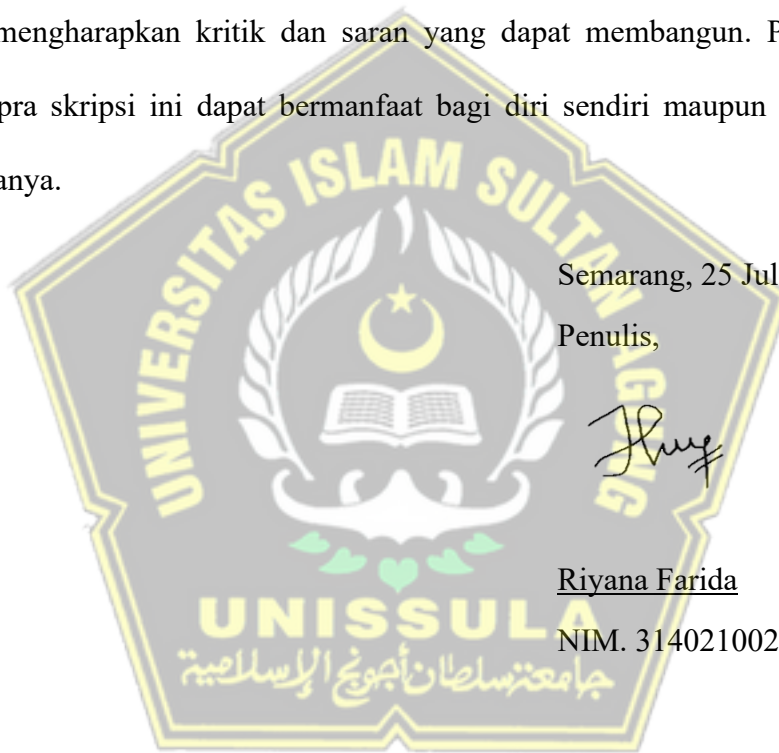 mengharapkan kritik dan saran yang dapat membangun. P
pra skripsi ini dapat bermanfaat bagi diri sendiri maupun
anya.
UNIVERSITAS ISLAM SULTAN AGUNG
Semarang, 25 Jul
Penulis,
Riyana Farida
NIM. 314021002
UNISSULA
جامعة سلطان أجونج الإسلامية